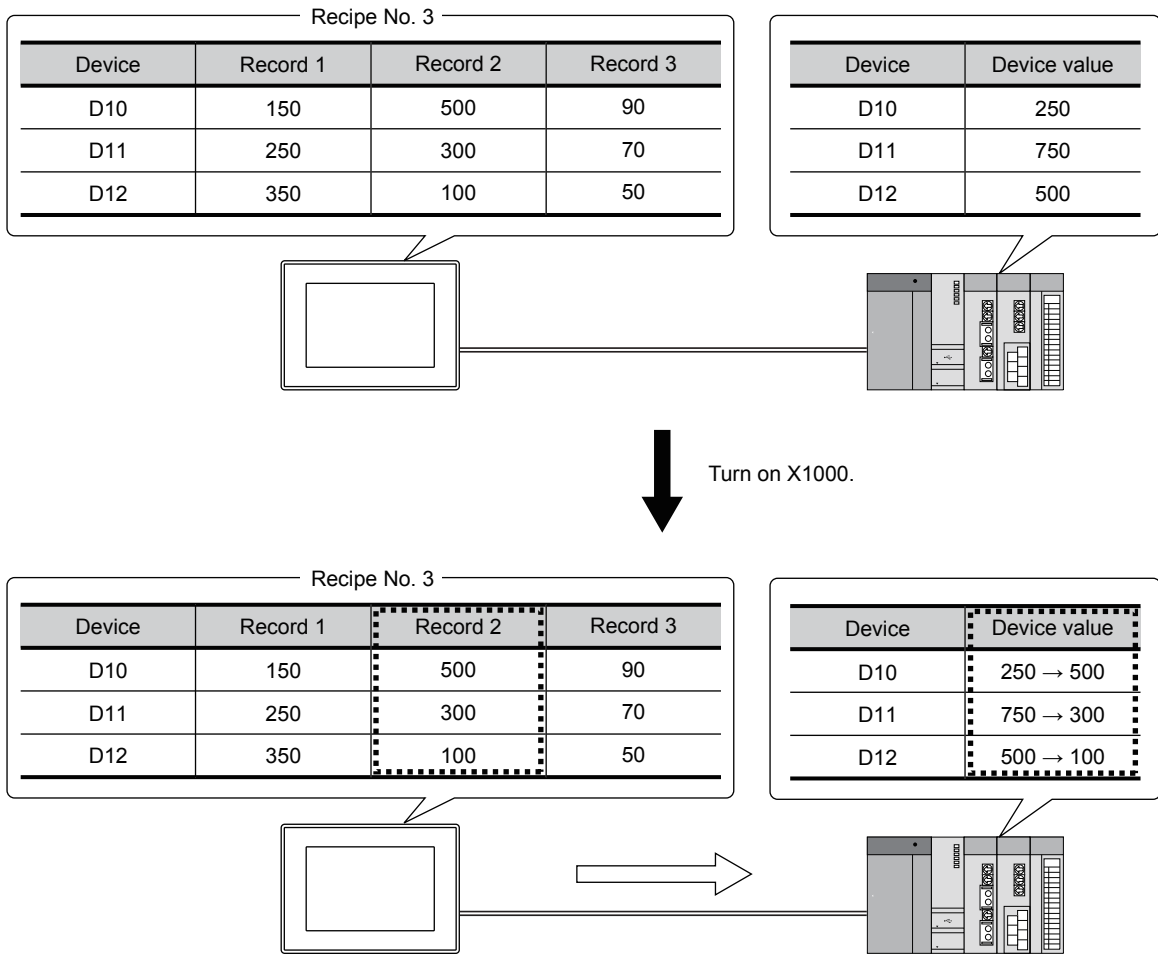 Recipe No. 3
Device Record 1 Record 2 Record 3
D10 150 500 90
D11 250 300 70
D12 350 100 50
Device Device value
D10 250
D11 750
D12 500
Turn on X1000.
Recipe No. 3
Device Record 1 Record 2 Record 3
D10 150 500 90
D11 250 300 70
D12 350 100 50
Device Device value
D10 250 → 500
D11 750 → 300
D12 500 → 100